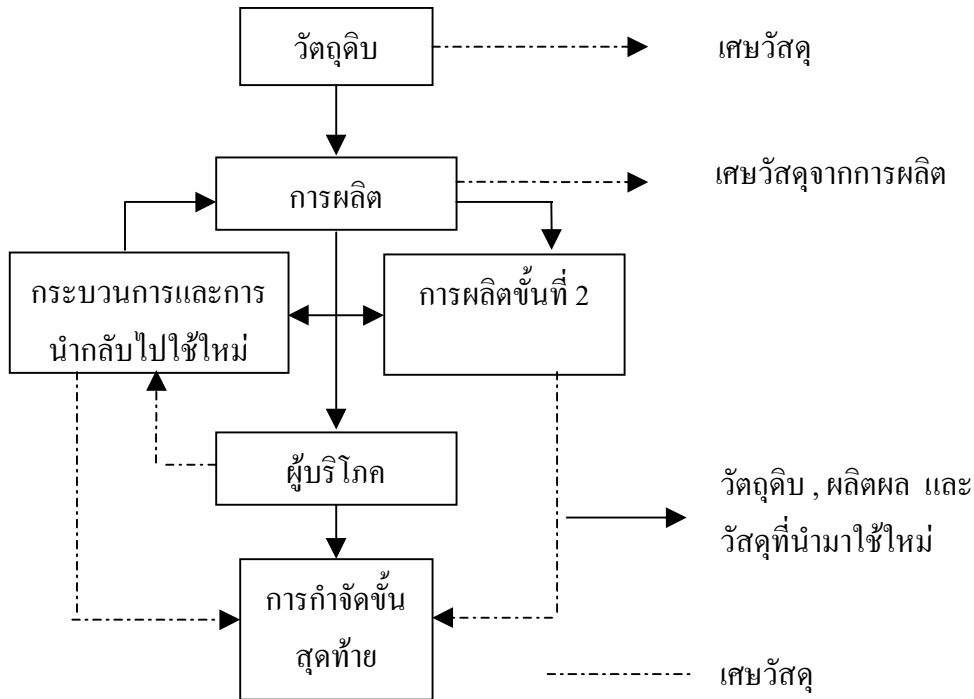 วัตถุดิบ
เศษวัสดุ
การผลิต
เศษวัสดุจากการผลิต
กระบวนการและการ
นำกลับไปใช้ใหม่
การผลิตขั้นที่ 2
ผู้บริโภค
วัตถุดิบ , ผลิตผล และ
วัสดุที่นำมาใช้ใหม่
การกำจัดขั้น
สุดท้าย
เศษวัสดุ